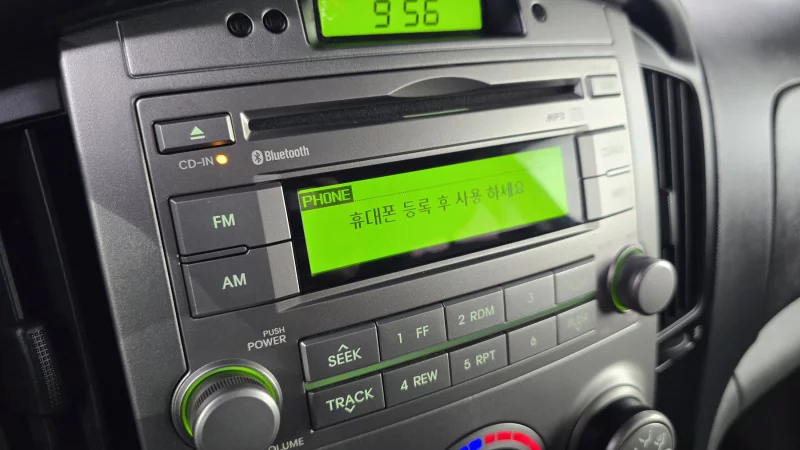 9:56
MP3
CD-IN
Bluetooth
PHONE
휴대폰 등록 후 사용 하세요
FM
AM
PUSH
POWER
VOLUME
SEEK
TRACK
1 FF
2 RDM
3
4 REW
5 RPT
6